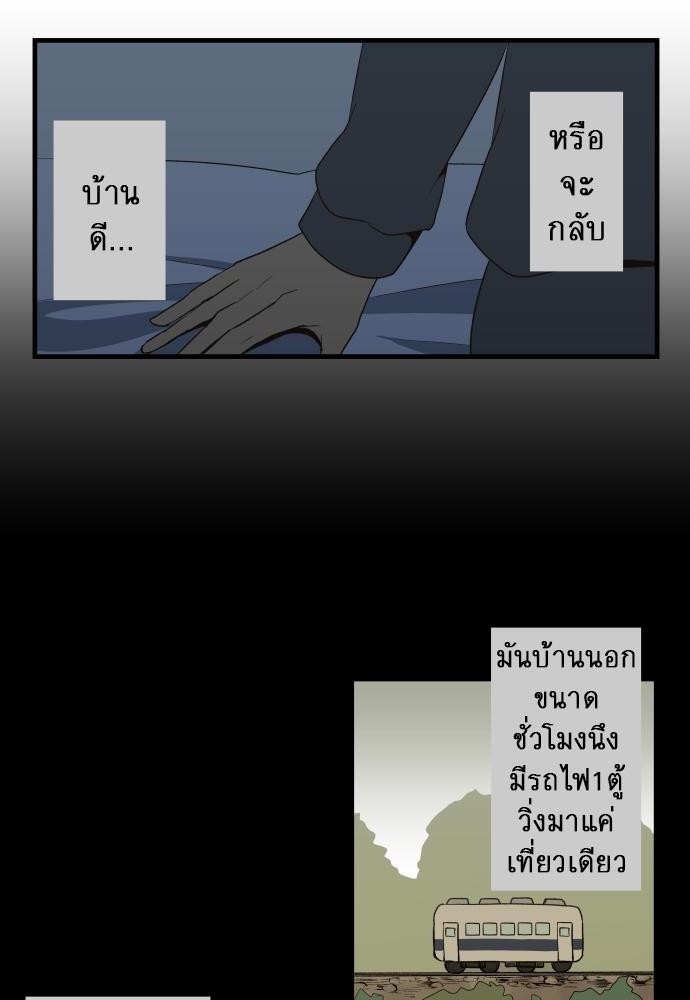 หรือ
จะ
กลับ
บ้าน
ดี...
มันบ้านนอก
ขนาด
ชั่วโมงนึง
มีรถไฟ1ตู้
วิ่งมาแค่
เที่ยวเดียว